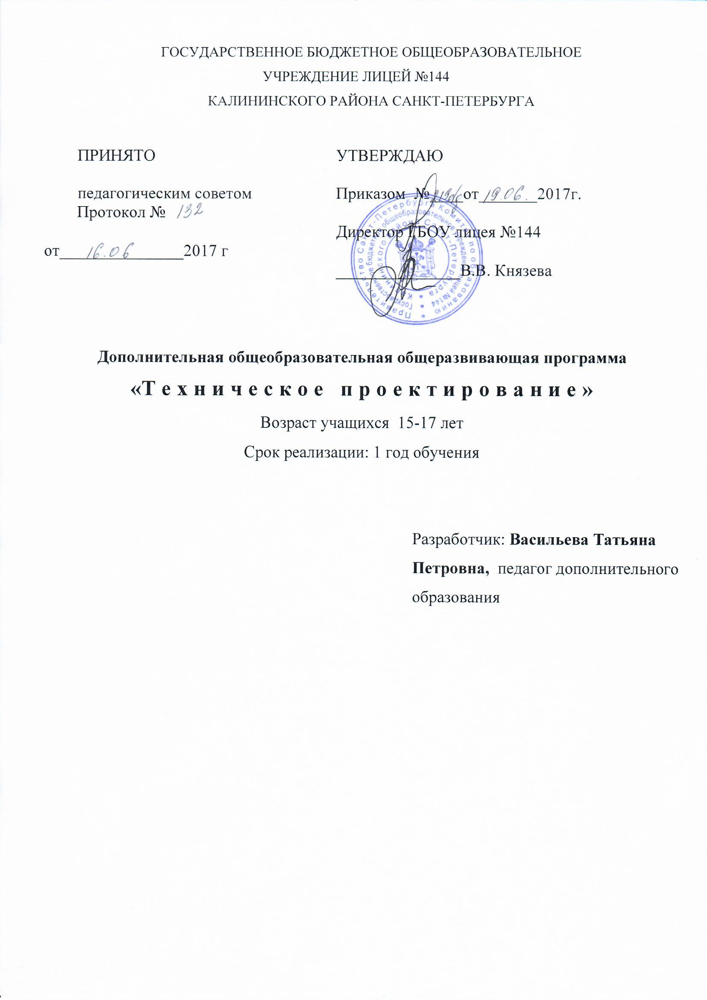 ГОСУДАРСТВЕННОЕ БЮДЖЕТНОЕ ОБЩЕОБРАЗОВАТЕЛЬНОЕ
УЧРЕЖДЕНИЕ ЛИЦЕЙ №144
КАЛИНИНСКОГО РАЙОНА САНКТ-ПЕТЕРБУРГА
ПРИНЯТО
педагогическим советом
Протокол № 132
от 16.06 2017 г
УТВЕРЖДАЮ
Приказом № от 19.06. 2017г.
Директор ГБОУ лицея №144
В.В. Князева
Правительство Санкт-Петербурга Комитет по образованию *
Государственное бюджетное общеобразовательное учреждение лицей №144 *
Калининского района Санкт-Петербурга *
Дополнительная общеобразовательная общеразвивающая программа
«Т е х н и ч е с к о е п р о е к т и р о в а н и е »
Возраст учащихся 15-17 лет
Срок реализации: 1 год обучения
Разработчик: Васильева Татьяна
Петровна, педагог дополнительного
образования